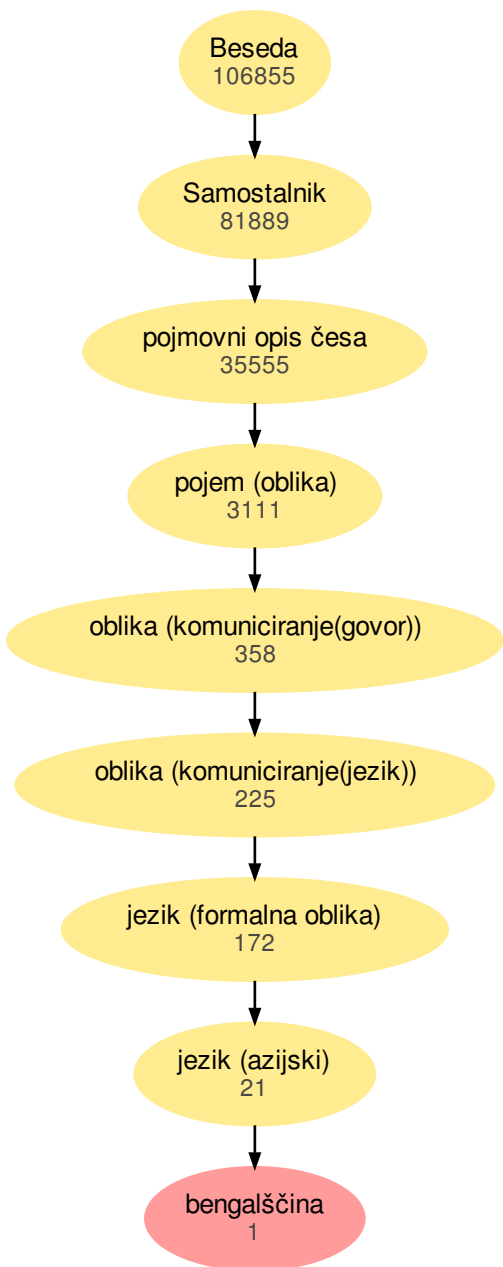 Beseda
106855
Samostalnik
81889
pojmovni opis česa
35555
pojem (oblika)
3111
oblika (komuniciranje(govor))
358
oblika (komuniciranje(jezik))
225
jezik (formalna oblika)
172
jezik (azijski)
21
bengalščina
1